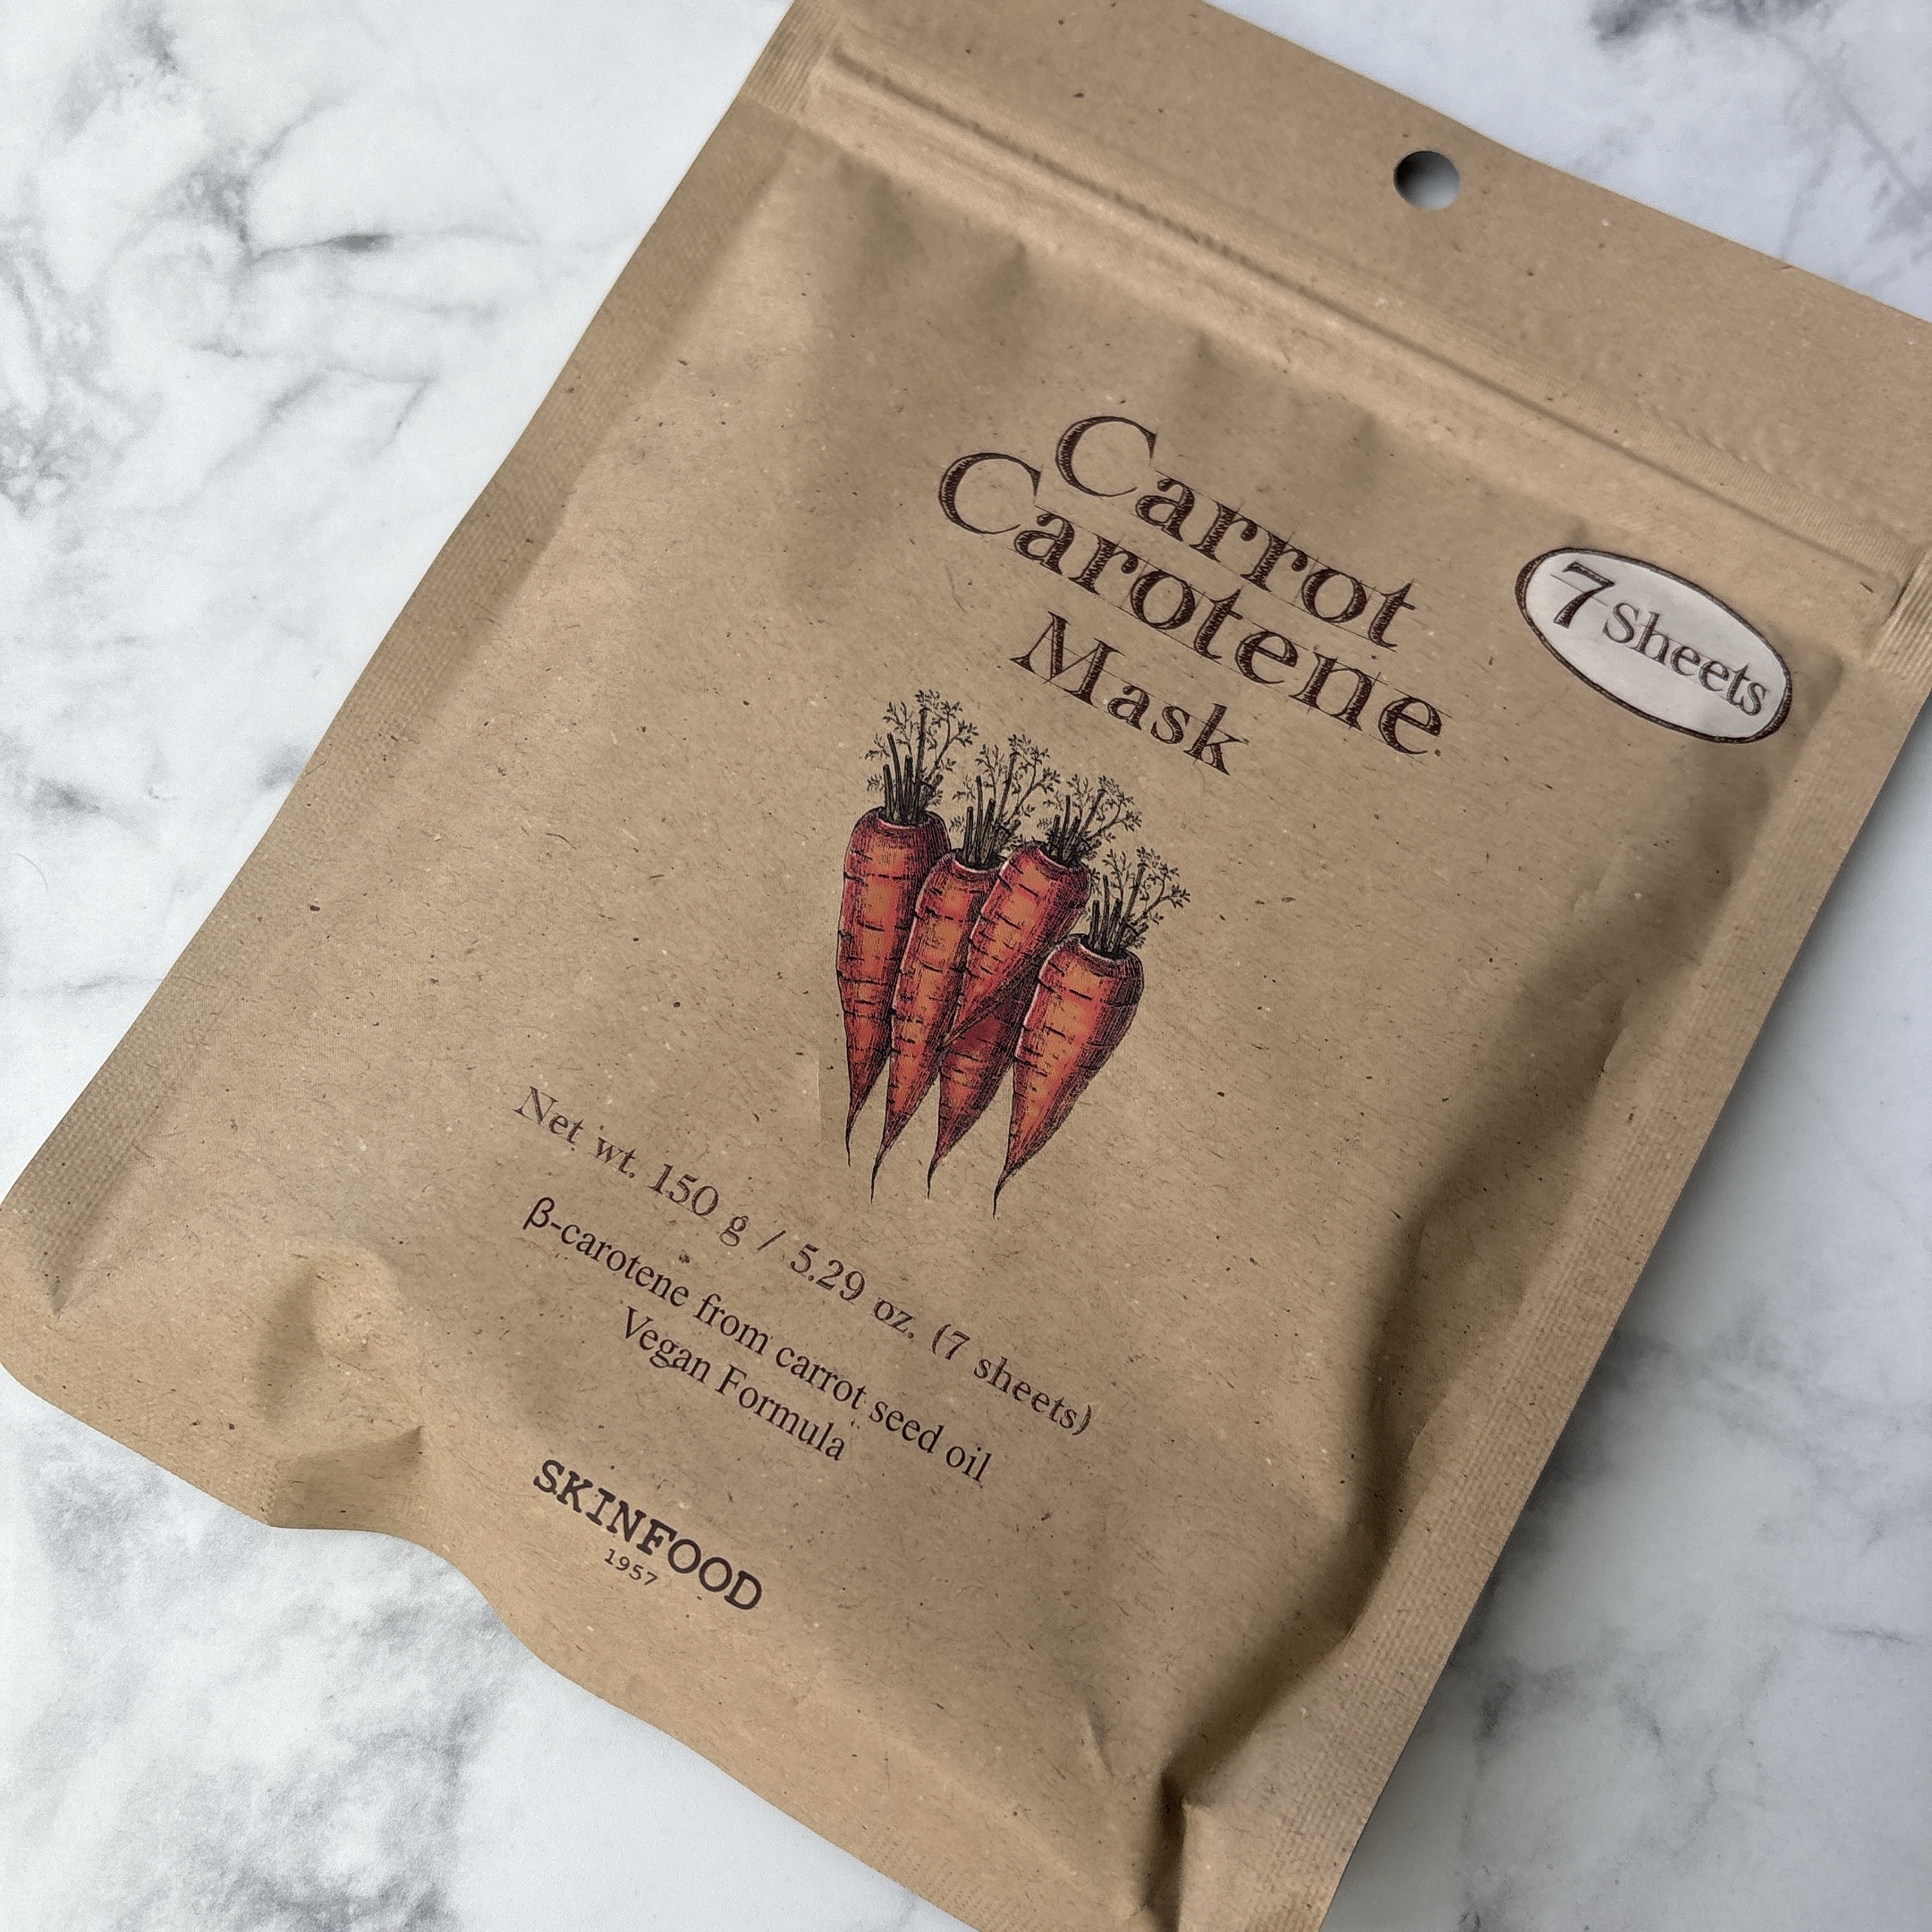 Carrot
Carotene
Mask
7 Sheets
Net wt. 150 g / 5.29 oz. (7 sheets)
β-carotene from carrot seed oil
Vegan Formula
SKINFOOD
1957